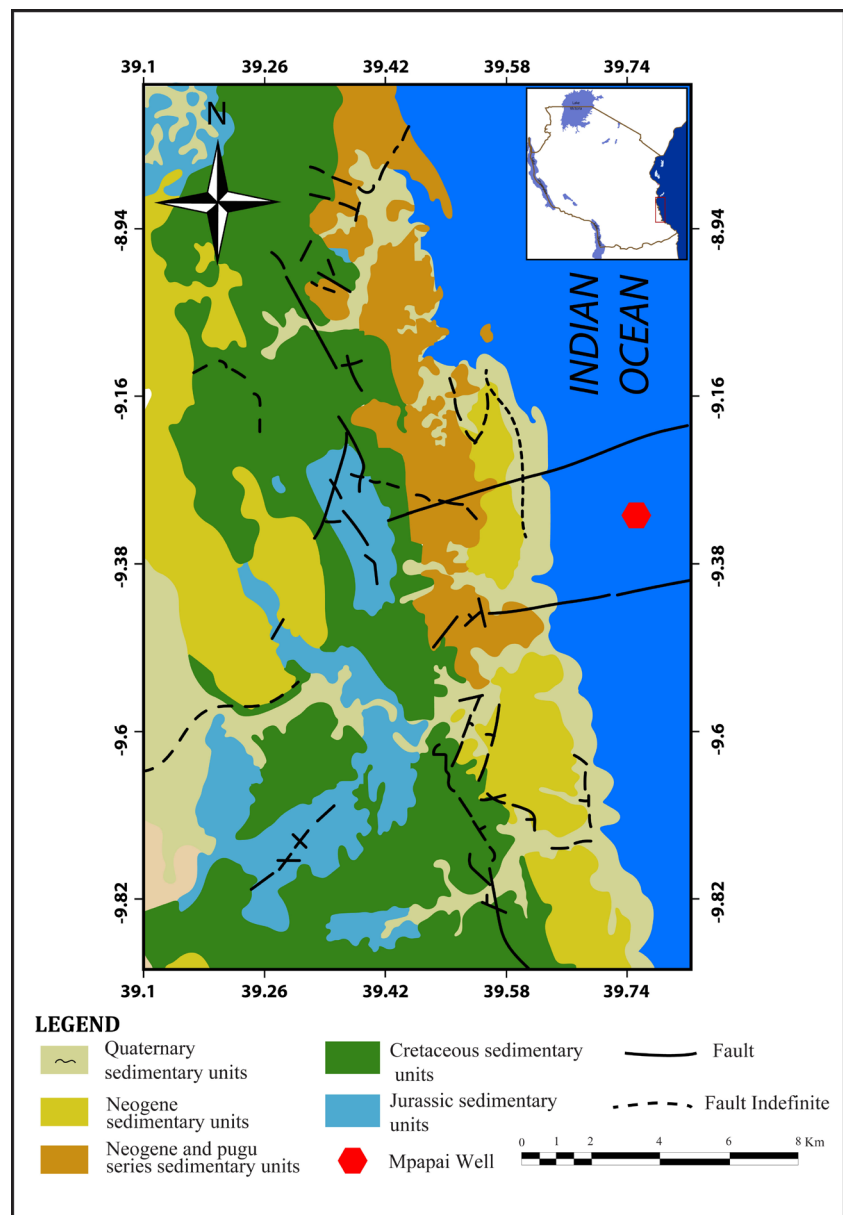 39.1 39.26 39.42 39.58 39.74
N
-8.94 -8.94
INDIAN
OCEAN
-9.16 -9.16
-9.38 -9.38
-9.6 -9.6
-9.82 -9.82
39.1 39.26 39.42 39.58 39.74
LEGEND
Quaternary
sedimentary units
Neogene
sedimentary units
Neogene and pugu
series sedimentary units
Cretaceous sedimentary
units
Jurassic sedimentary
units
Mpapai Well
Fault
Fault Indefinite
0 1 2 4 6 8 Km